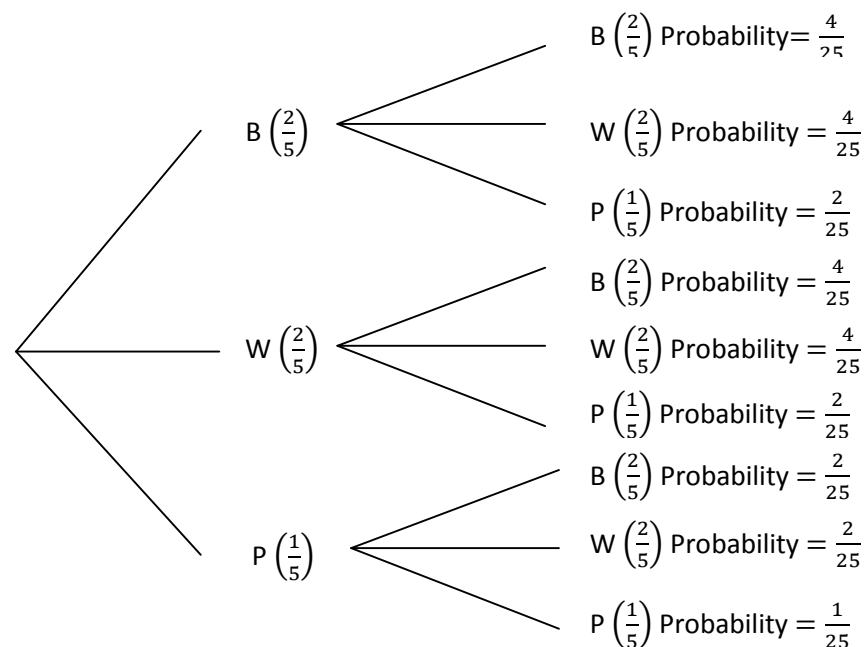 B (2/5) Probability= 4/25
W (2/5) Probability = 4/25
P (1/5) Probability = 2/25
B (2/5)
B (2/5) Probability = 4/25
W (2/5) Probability = 4/25
P (1/5) Probability = 2/25
W (2/5)
B (2/5) Probability = 2/25
W (2/5) Probability = 2/25
P (1/5) Probability = 1/25
P (1/5)